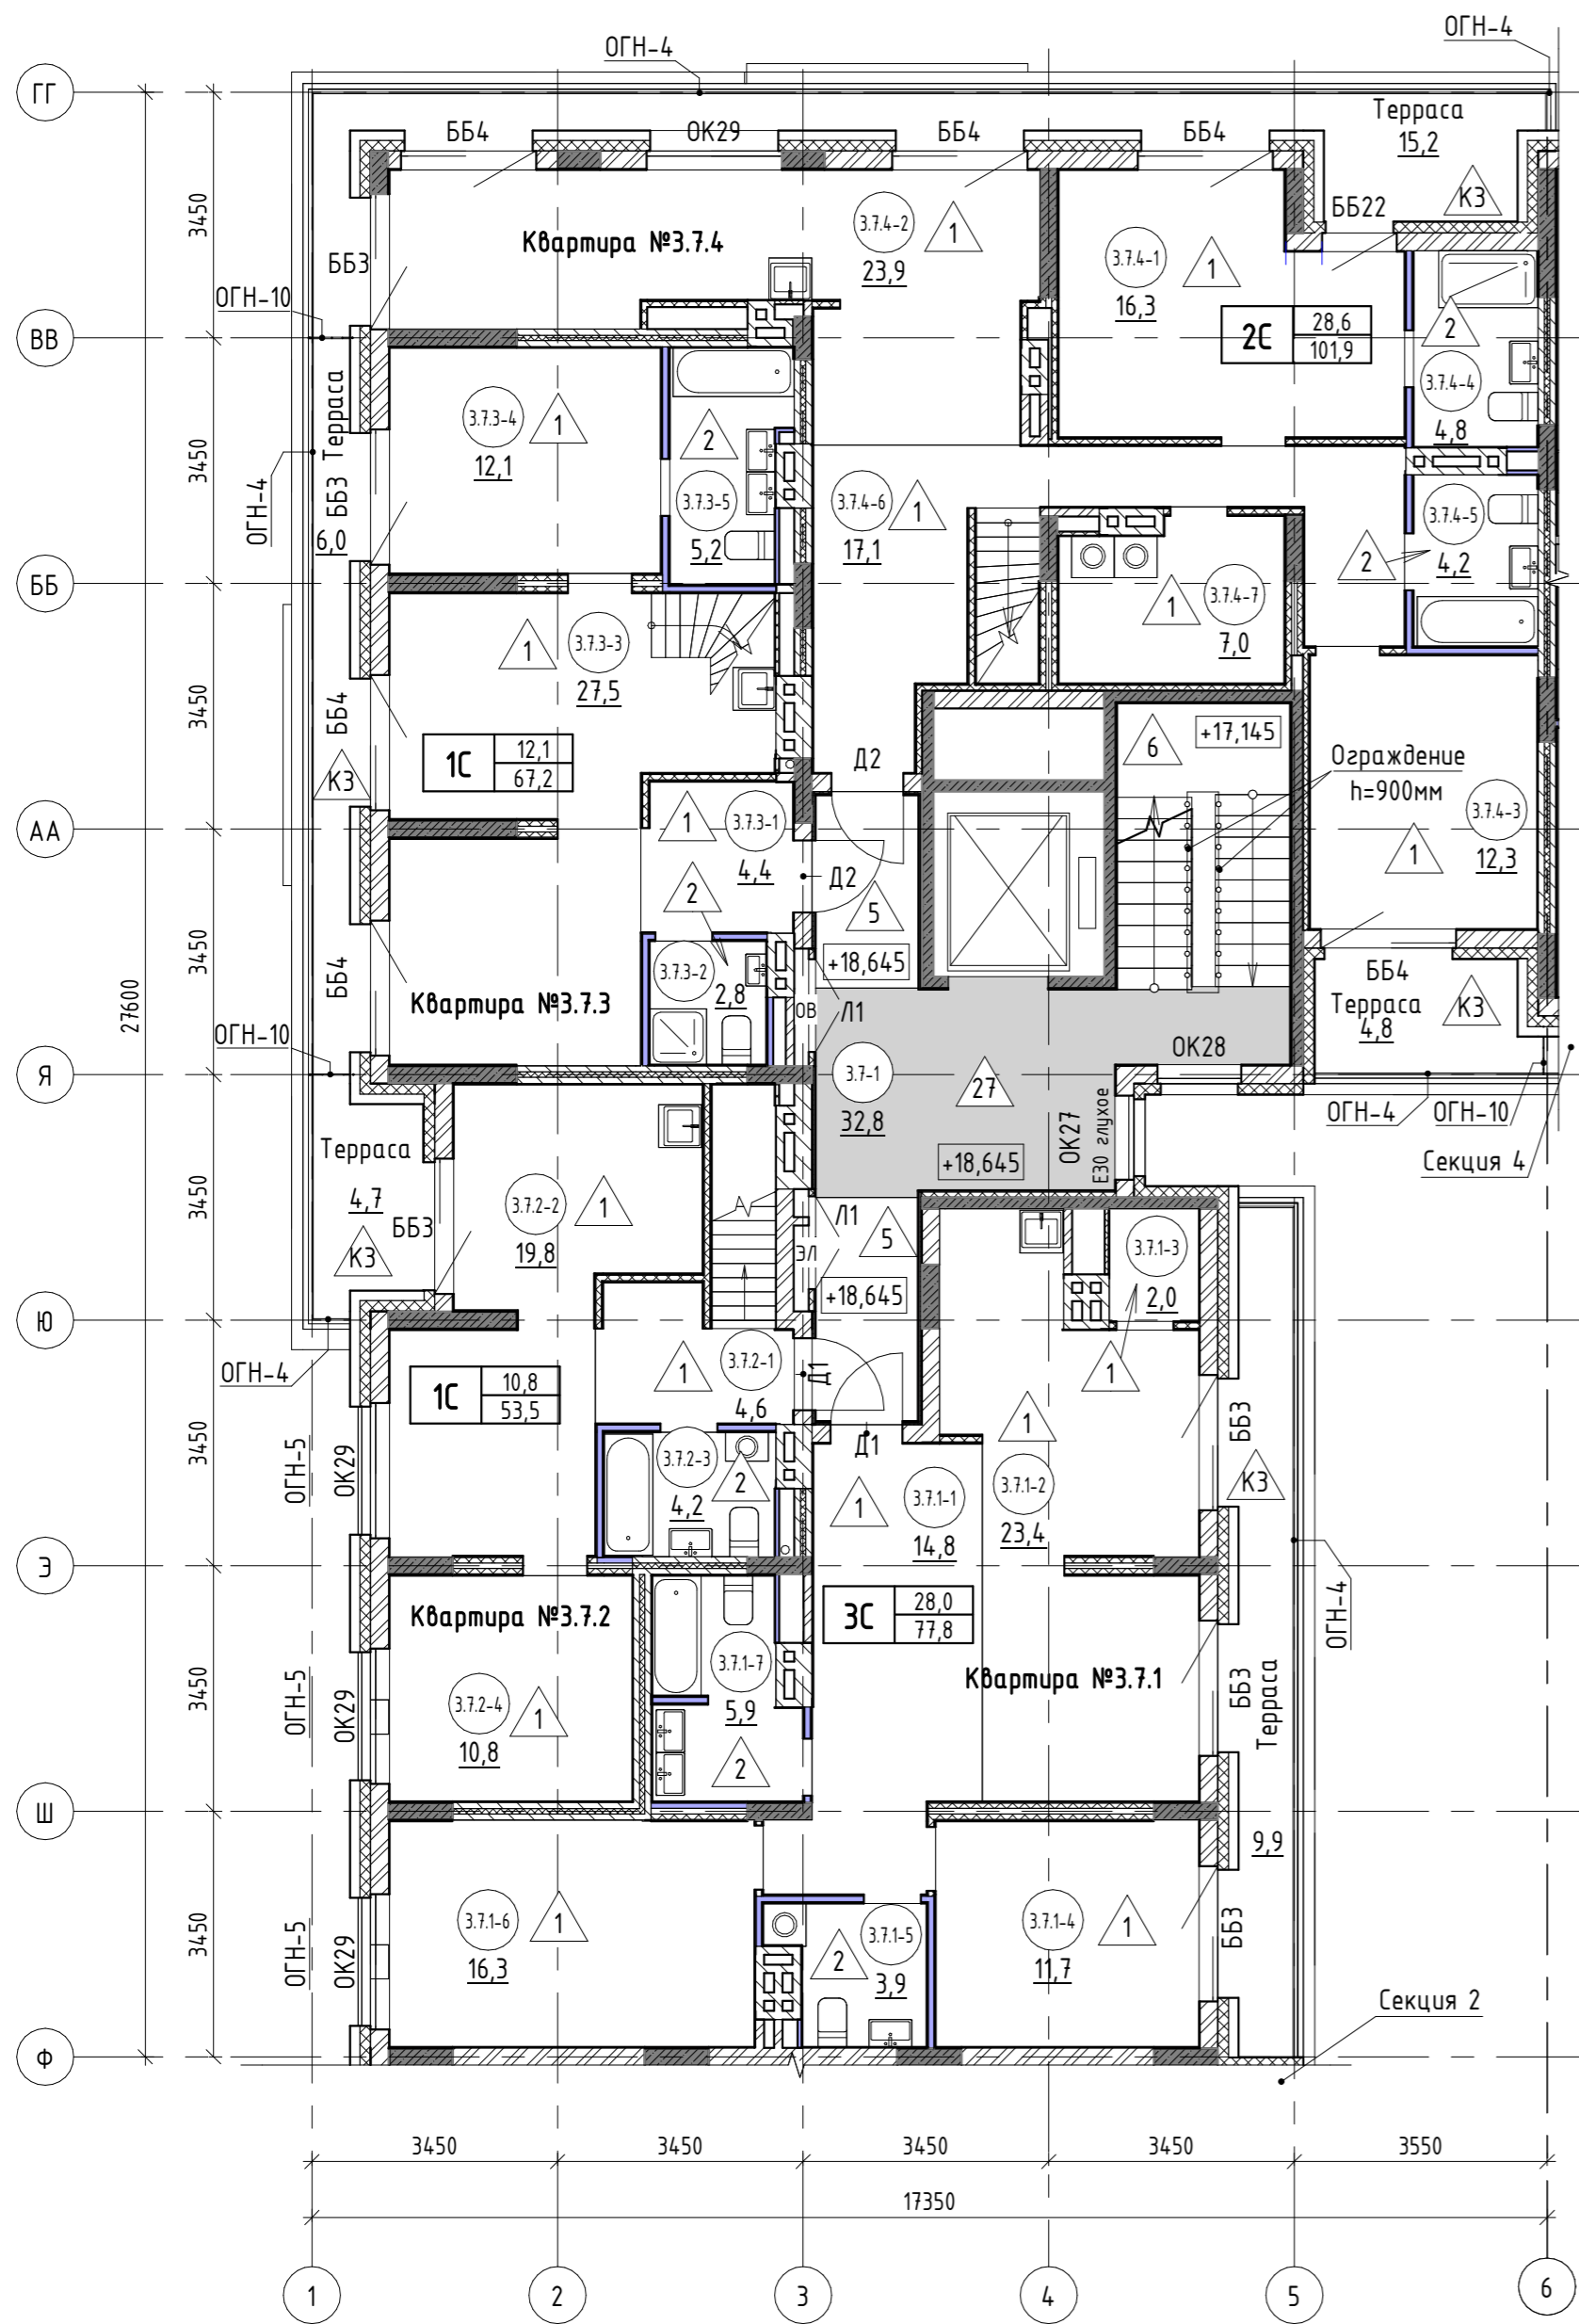 ОГН-4
ОГН-4
ГГ
ББ4
ОК29
ББ4
ББ4
Терраса
15,2
К3
ББ22
3450
Квартира №3.7.4
3.7.4-2
1
23,9
3.7.4-1
1
16,3
ББ3
ОГН-10
2С
28,6
101,9
2
ВВ
3.7.4-4
4,8
Терраса
3.7.3-4
1
12,1
2
3450
ОГН-4
ББ3
6,0
3.7.3-5
5,2
3.7.4-6
1
17,1
3.7.4-5
4,2
2
ББ
3.7.4-7
1
7,0
3.7.3-3
1
27,5
3450
ББ4
К3
1С
12,1
67,2
Д2
6
+17,145
Ограждение
h=900мм
АА
1
3.7.3-1
4,4
Д2
5
3.7.4-3
1
12,3
2
3450
ББ4
+18,645
3.7.3-2
2,8
ББ4
Терраса
4,8
К3
27600
Квартира №3.7.3
ОВ
Л1
ОГН-10
ОК28
Я
3.7-1
32,8
27
ОК27
Е30 глухое
ОГН-4
ОГН-10
+18,645
Секция 4
Терраса
4,7
К3
ББ3
3450
3.7.2-2
1
19,8
Л1
5
ЭЛ
+18,645
3.7.1-3
2,0
Ю
ОГН-4
1С
10,8
53,5
1
3.7.2-1
4,6
Д1
1
1
ББ3
3450
ОГН-5
ОК29
Д1
3.7.2-3
4,2
2
1
3.7.1-1
14,8
3.7.1-2
23,4
К3
Э
3С
28,0
77,8
ОГН-4
Квартира №3.7.2
Квартира №3.7.1
3450
ОГН-5
ОК29
3.7.2-4
1
10,8
3.7.1-7
5,9
2
ББ3
Терраса
Ш
9,9
3450
ОГН-5
ОК29
3.7.1-6
1
16,3
3.7.1-5
2
3,9
3.7.1-4
1
11,7
ББ3
Секция 2
Ф
3450
3450
3450
3450
3550
17350
1
2
3
4
5
6